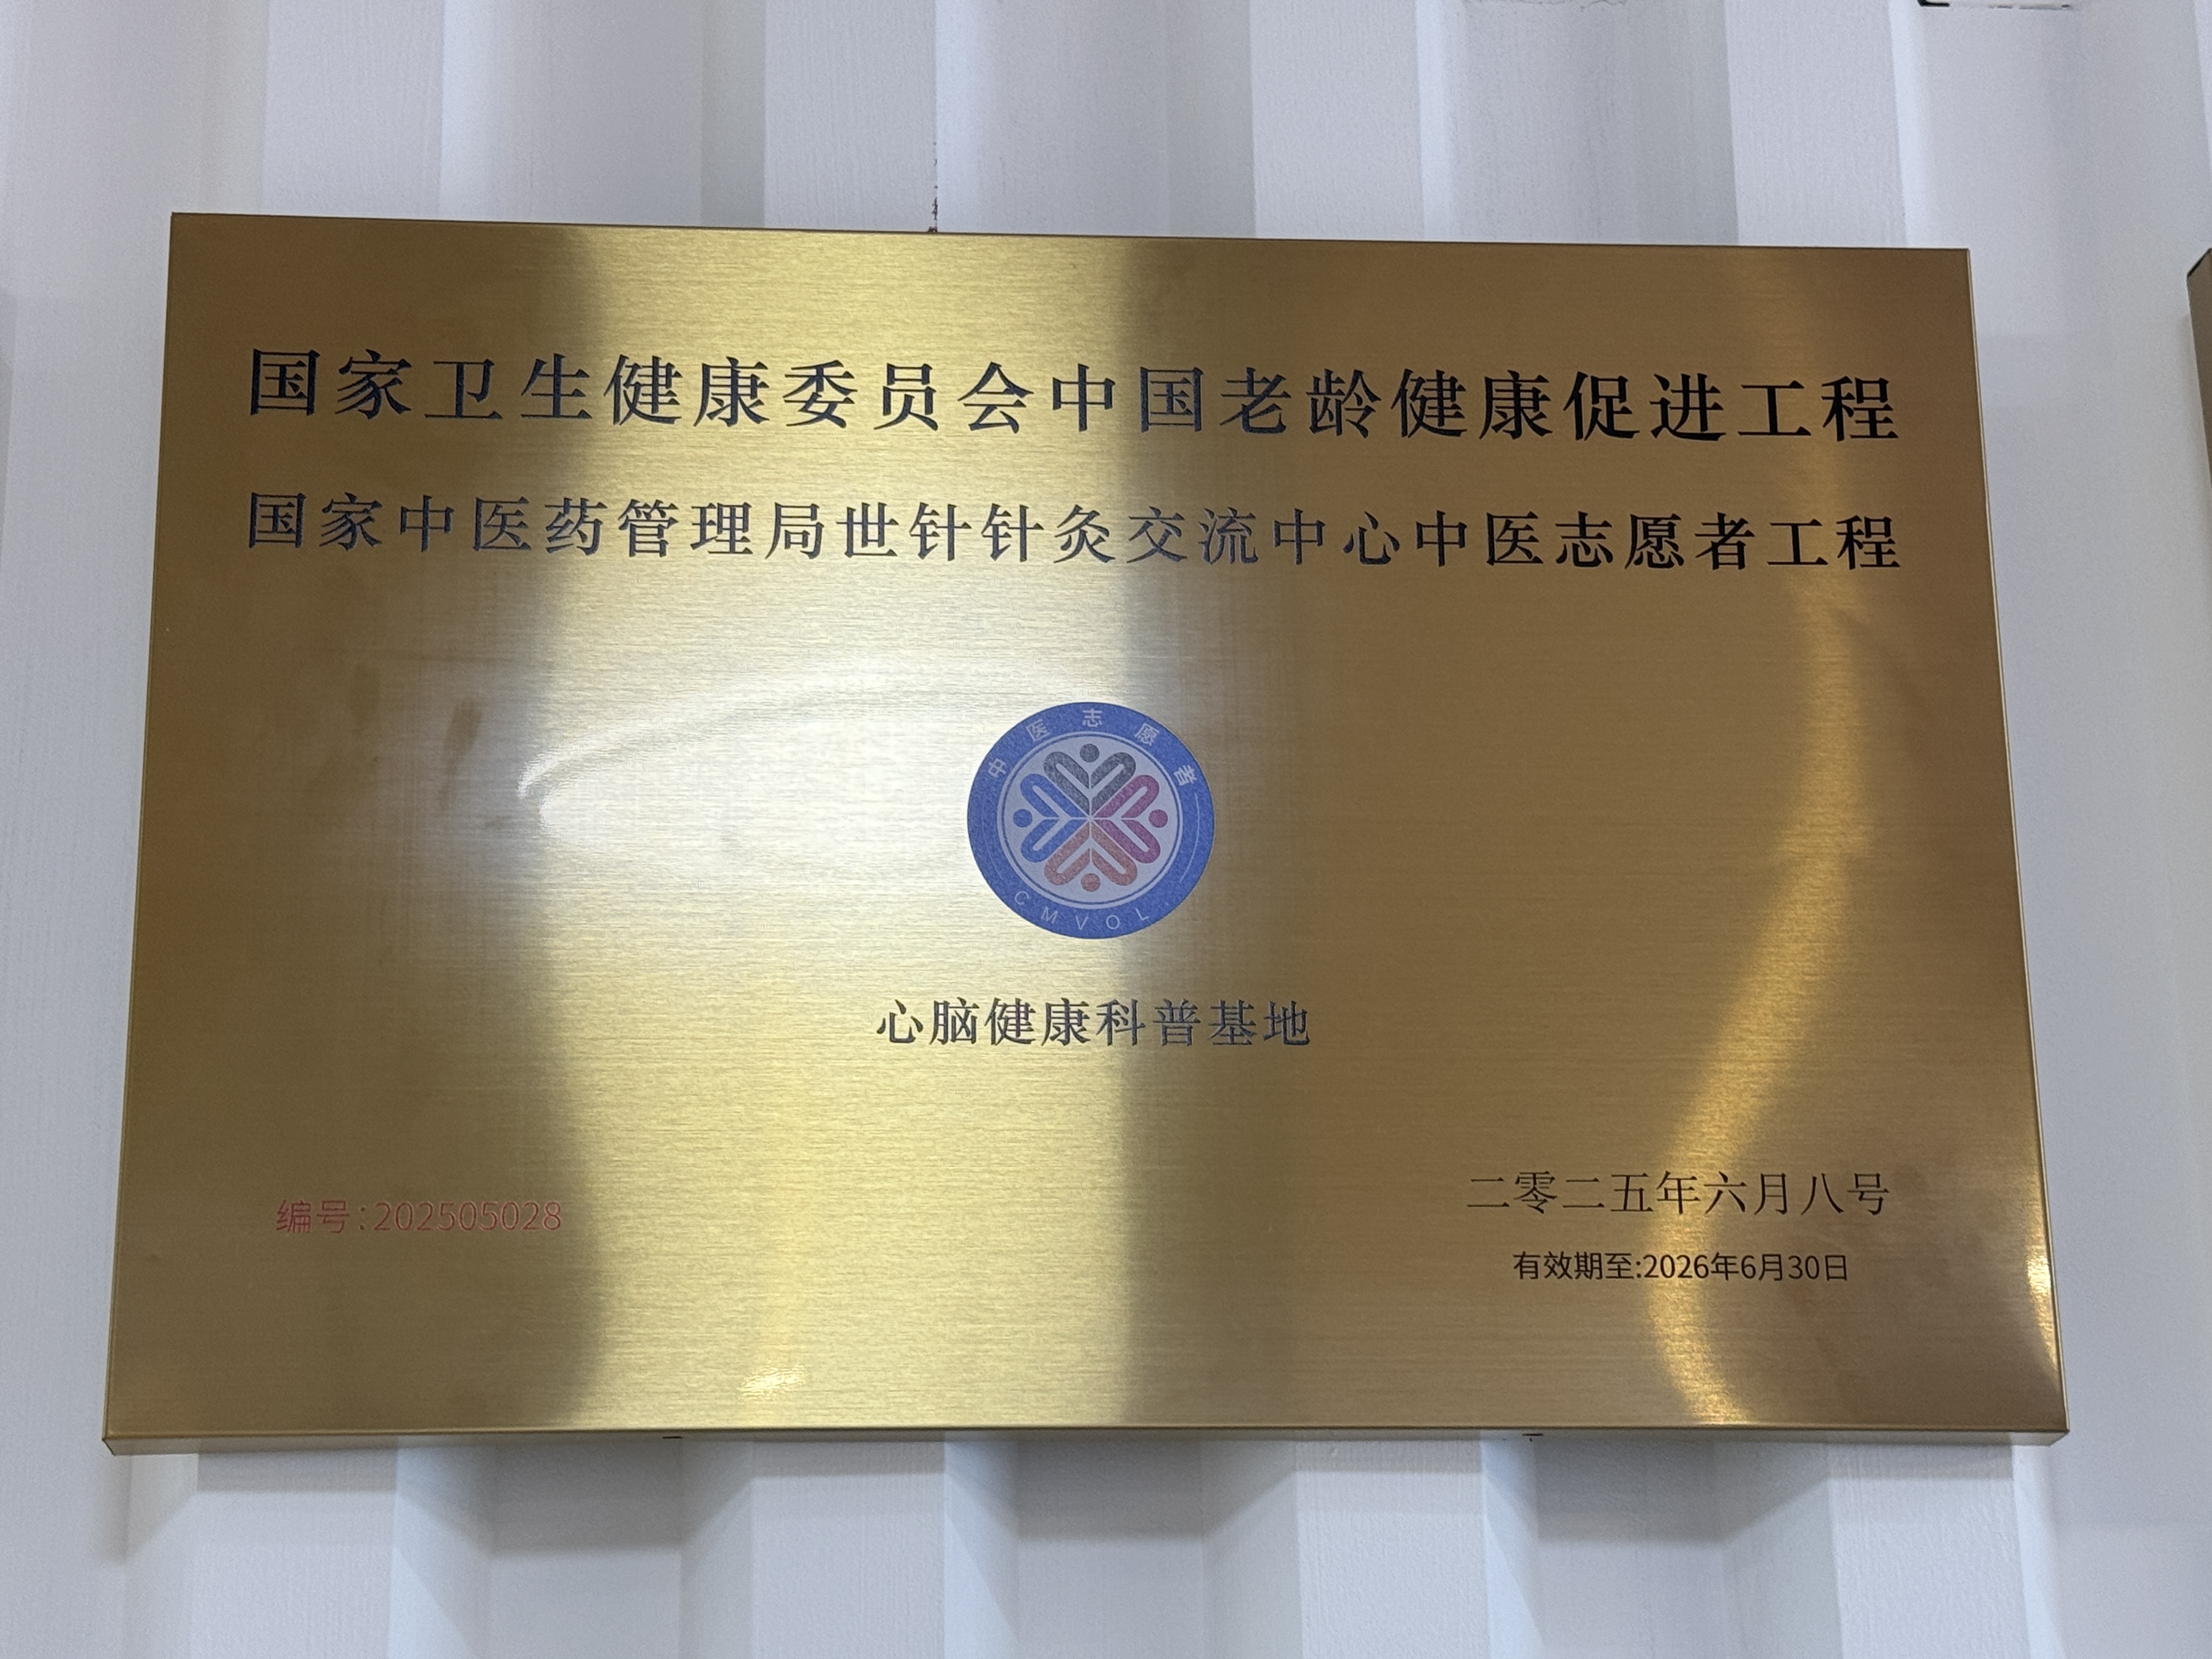 国家卫生健康委员会中国老龄健康促进工程
国家中医药管理局世针针灸交流中心中医志愿者工程
中医志愿者
CMVOL
心脑健康科普基地
编号:202505028
二零二五年六月八号
有效期至:2026年6月30日